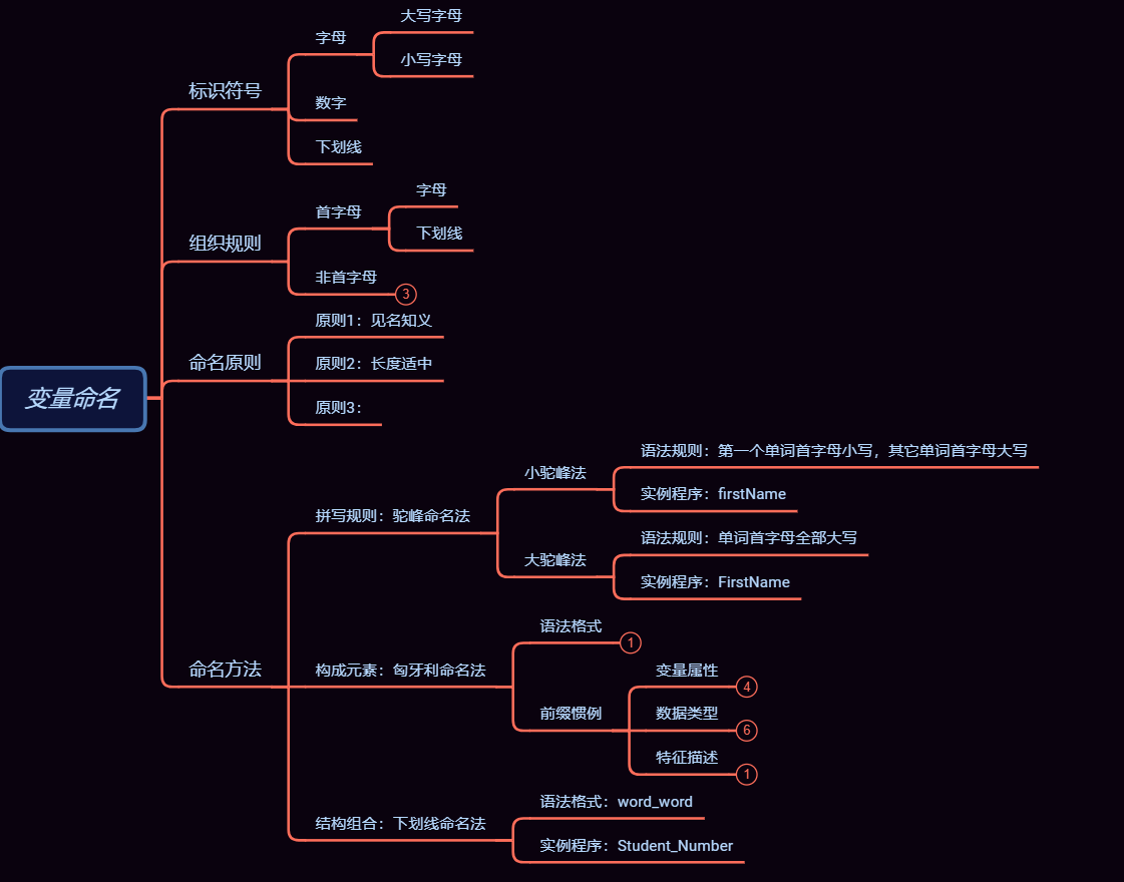 变量命名
标识符号
字母
大写字母
小写字母
数字
下划线
组织规则
首字母
字母
下划线
非首字母
3
命名原则
原则1：见名知义
原则2：长度适中
原则3：
命名方法
拼写规则：驼峰命名法
小驼峰法
语法规则：第一个单词首字母小写，其它单词首字母大写
实例程序：firstName
大驼峰法
语法规则：单词首字母全部大写
实例程序：FirstName
构成元素：匈牙利命名法
语法格式
1
前缀惯例
变量属性
4
数据类型
6
特征描述
1
结构组合：下划线命名法
语法格式：word_word
实例程序：Student_Number